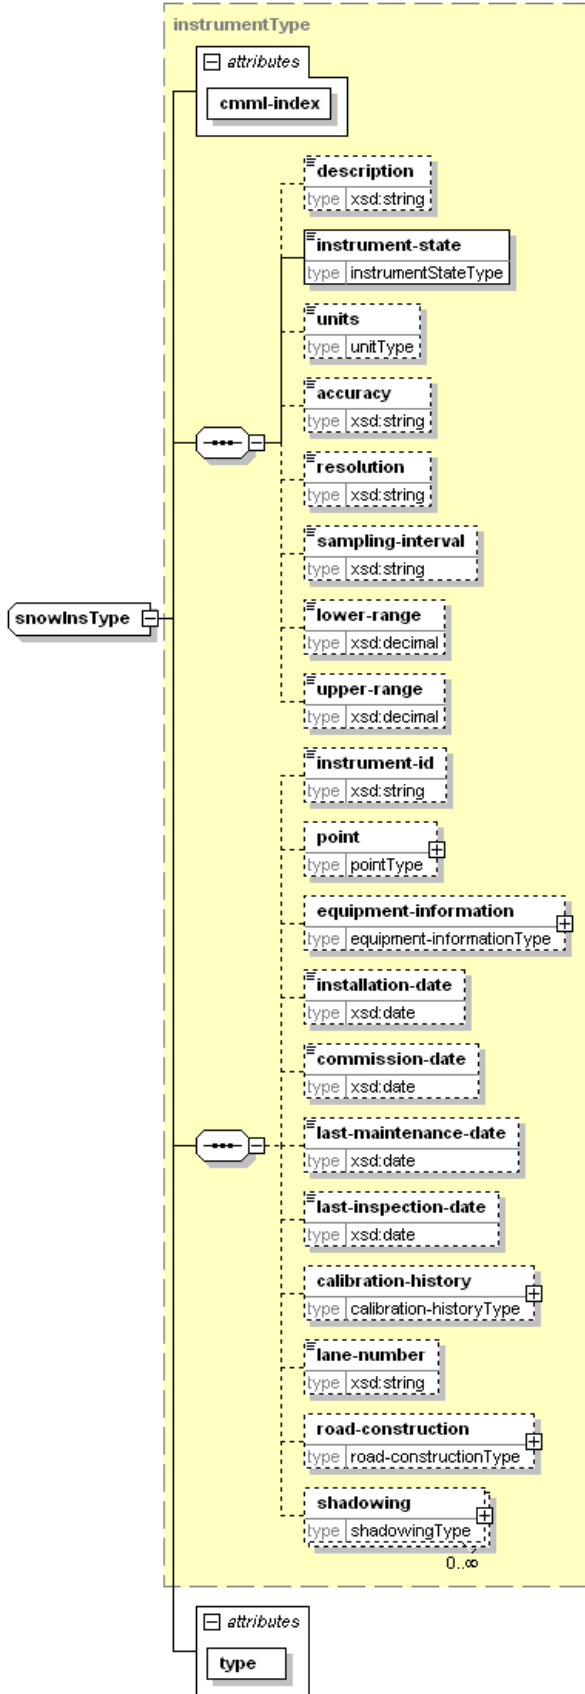 instrumentType
attributes
cmml-index
description
type xsd:string
instrument-state
type instrumentStateType
units
type unitType
accuracy
type xsd:string
resolution
type xsd:string
sampling-interval
type xsd:string
snowInsType
lower-range
type xsd:decimal
upper-range
type xsd:decimal
instrument-id
type xsd:string
point
type pointType
equipment-information
type equipment-informationType
installation-date
type xsd:date
commission-date
type xsd:date
last-maintenance-date
type xsd:date
last-inspection-date
type xsd:date
calibration-history
type calibration-historyType
lane-number
type xsd:string
road-construction
type road-constructionType
shadowing
type shadowingType
0..∞
attributes
type